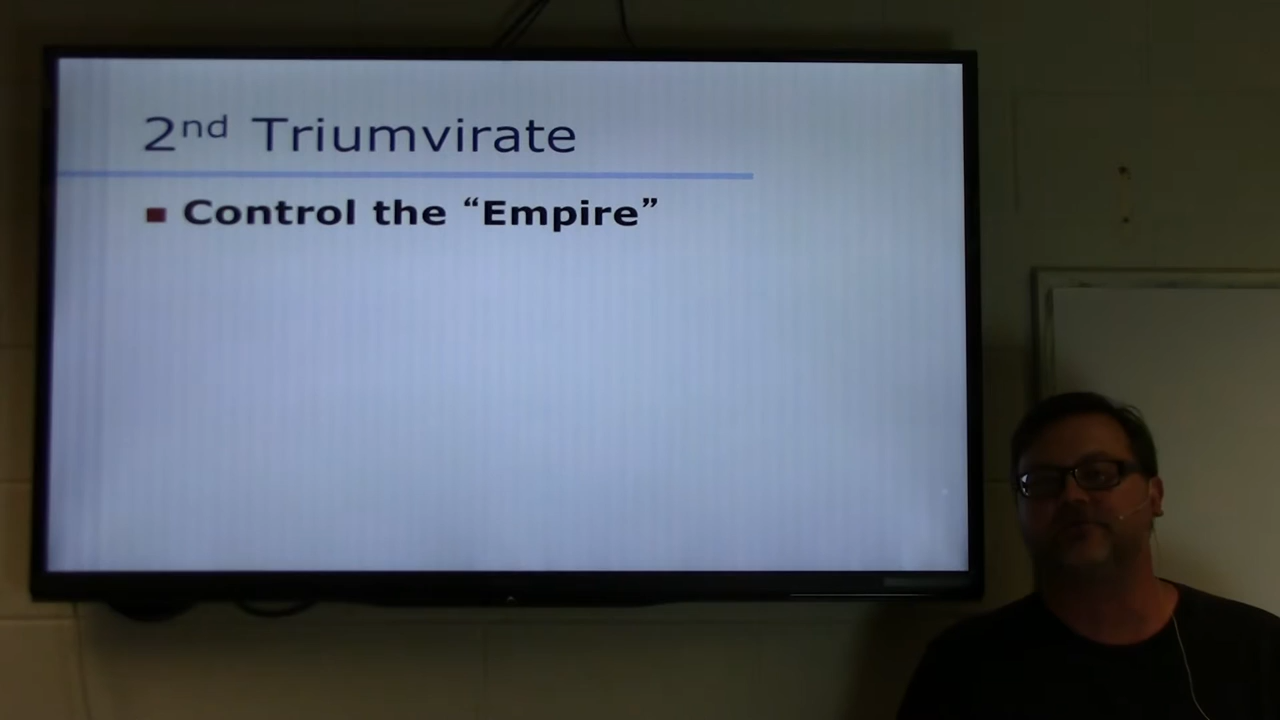 2nd Triumvirate
Control the “Empire”